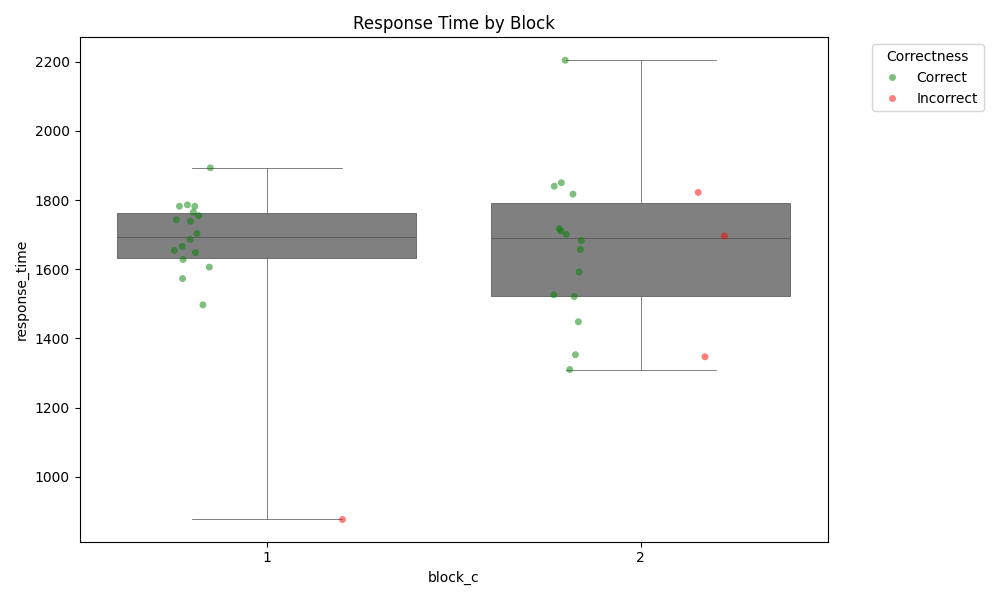 Response Time by Block
Correctness
Correct
Incorrect
response_time
2200
2000
1800
1600
1400
1200
1000
1
2
block_c